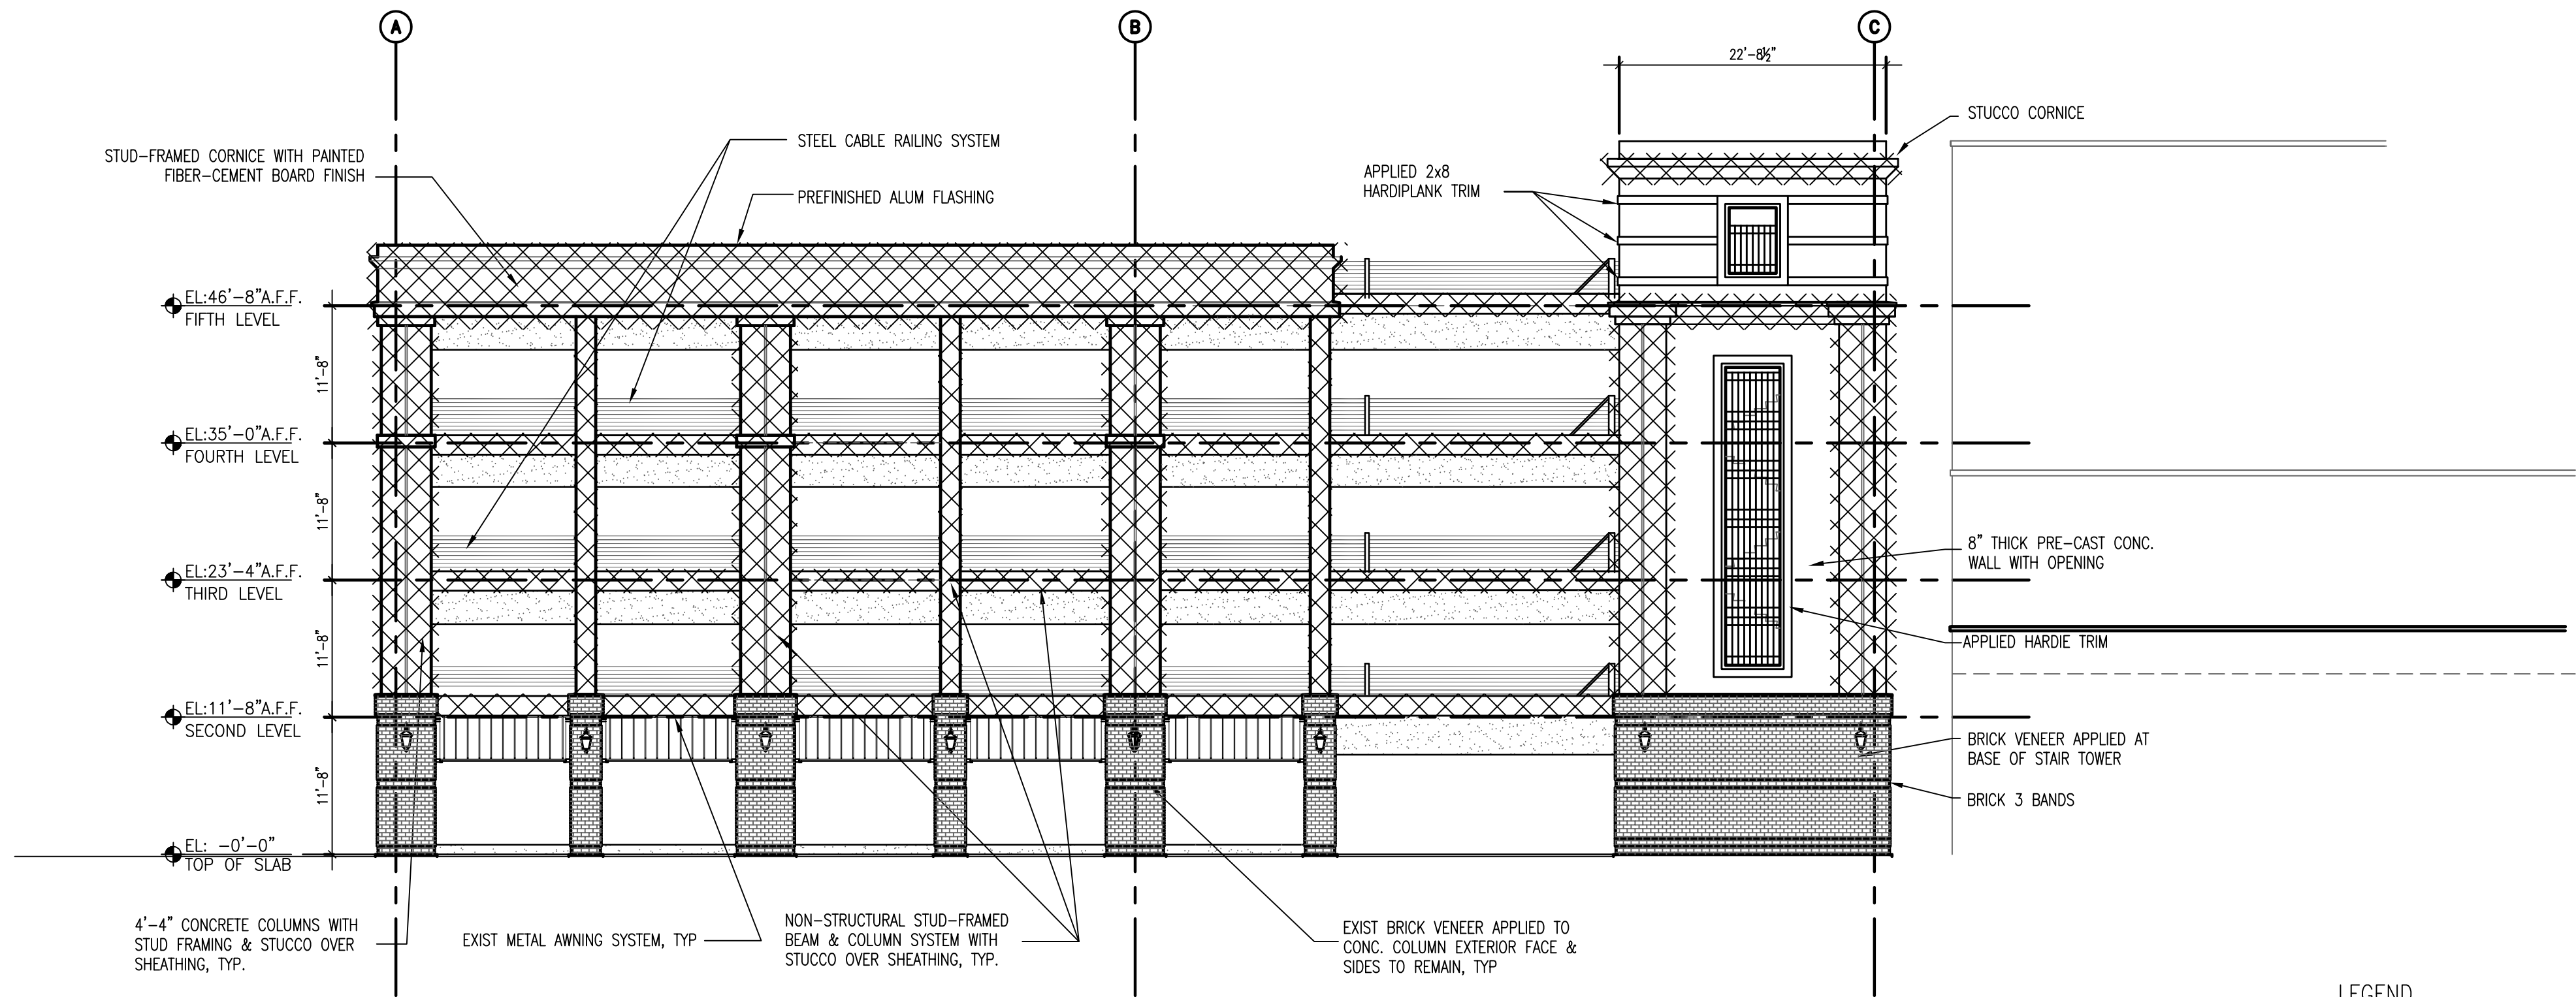 A
B
C
22'-8½"
STUCCO CORNICE
STEEL CABLE RAILING SYSTEM
STUD-FRAMED CORNICE WITH PAINTED
FIBER-CEMENT BOARD FINISH
APPLIED 2x8
HARDIPLANK TRIM
PREFINISHED ALUM FLASHING
EL:46'-8"A.F.F.
FIFTH LEVEL
11'-8"
EL:35'-0"A.F.F.
FOURTH LEVEL
11'-8"
8" THICK PRE-CAST CONC.
WALL WITH OPENING
EL:23'-4"A.F.F.
THIRD LEVEL
11'-8"
APPLIED HARDIE TRIM
EL:11'-8"A.F.F.
SECOND LEVEL
BRICK VENEER APPLIED AT
BASE OF STAIR TOWER
11'-8"
BRICK 3 BANDS
EL: -0'-0"
TOP OF SLAB
4'-4" CONCRETE COLUMNS WITH
STUD FRAMING & STUCCO OVER
SHEATHING, TYP.
EXIST METAL AWNING SYSTEM, TYP
NON-STRUCTURAL STUD-FRAMED
BEAM & COLUMN SYSTEM WITH
STUCCO OVER SHEATHING, TYP.
EXIST BRICK VENEER APPLIED TO
CONC. COLUMN EXTERIOR FACE &
SIDES TO REMAIN, TYP
LEGEND